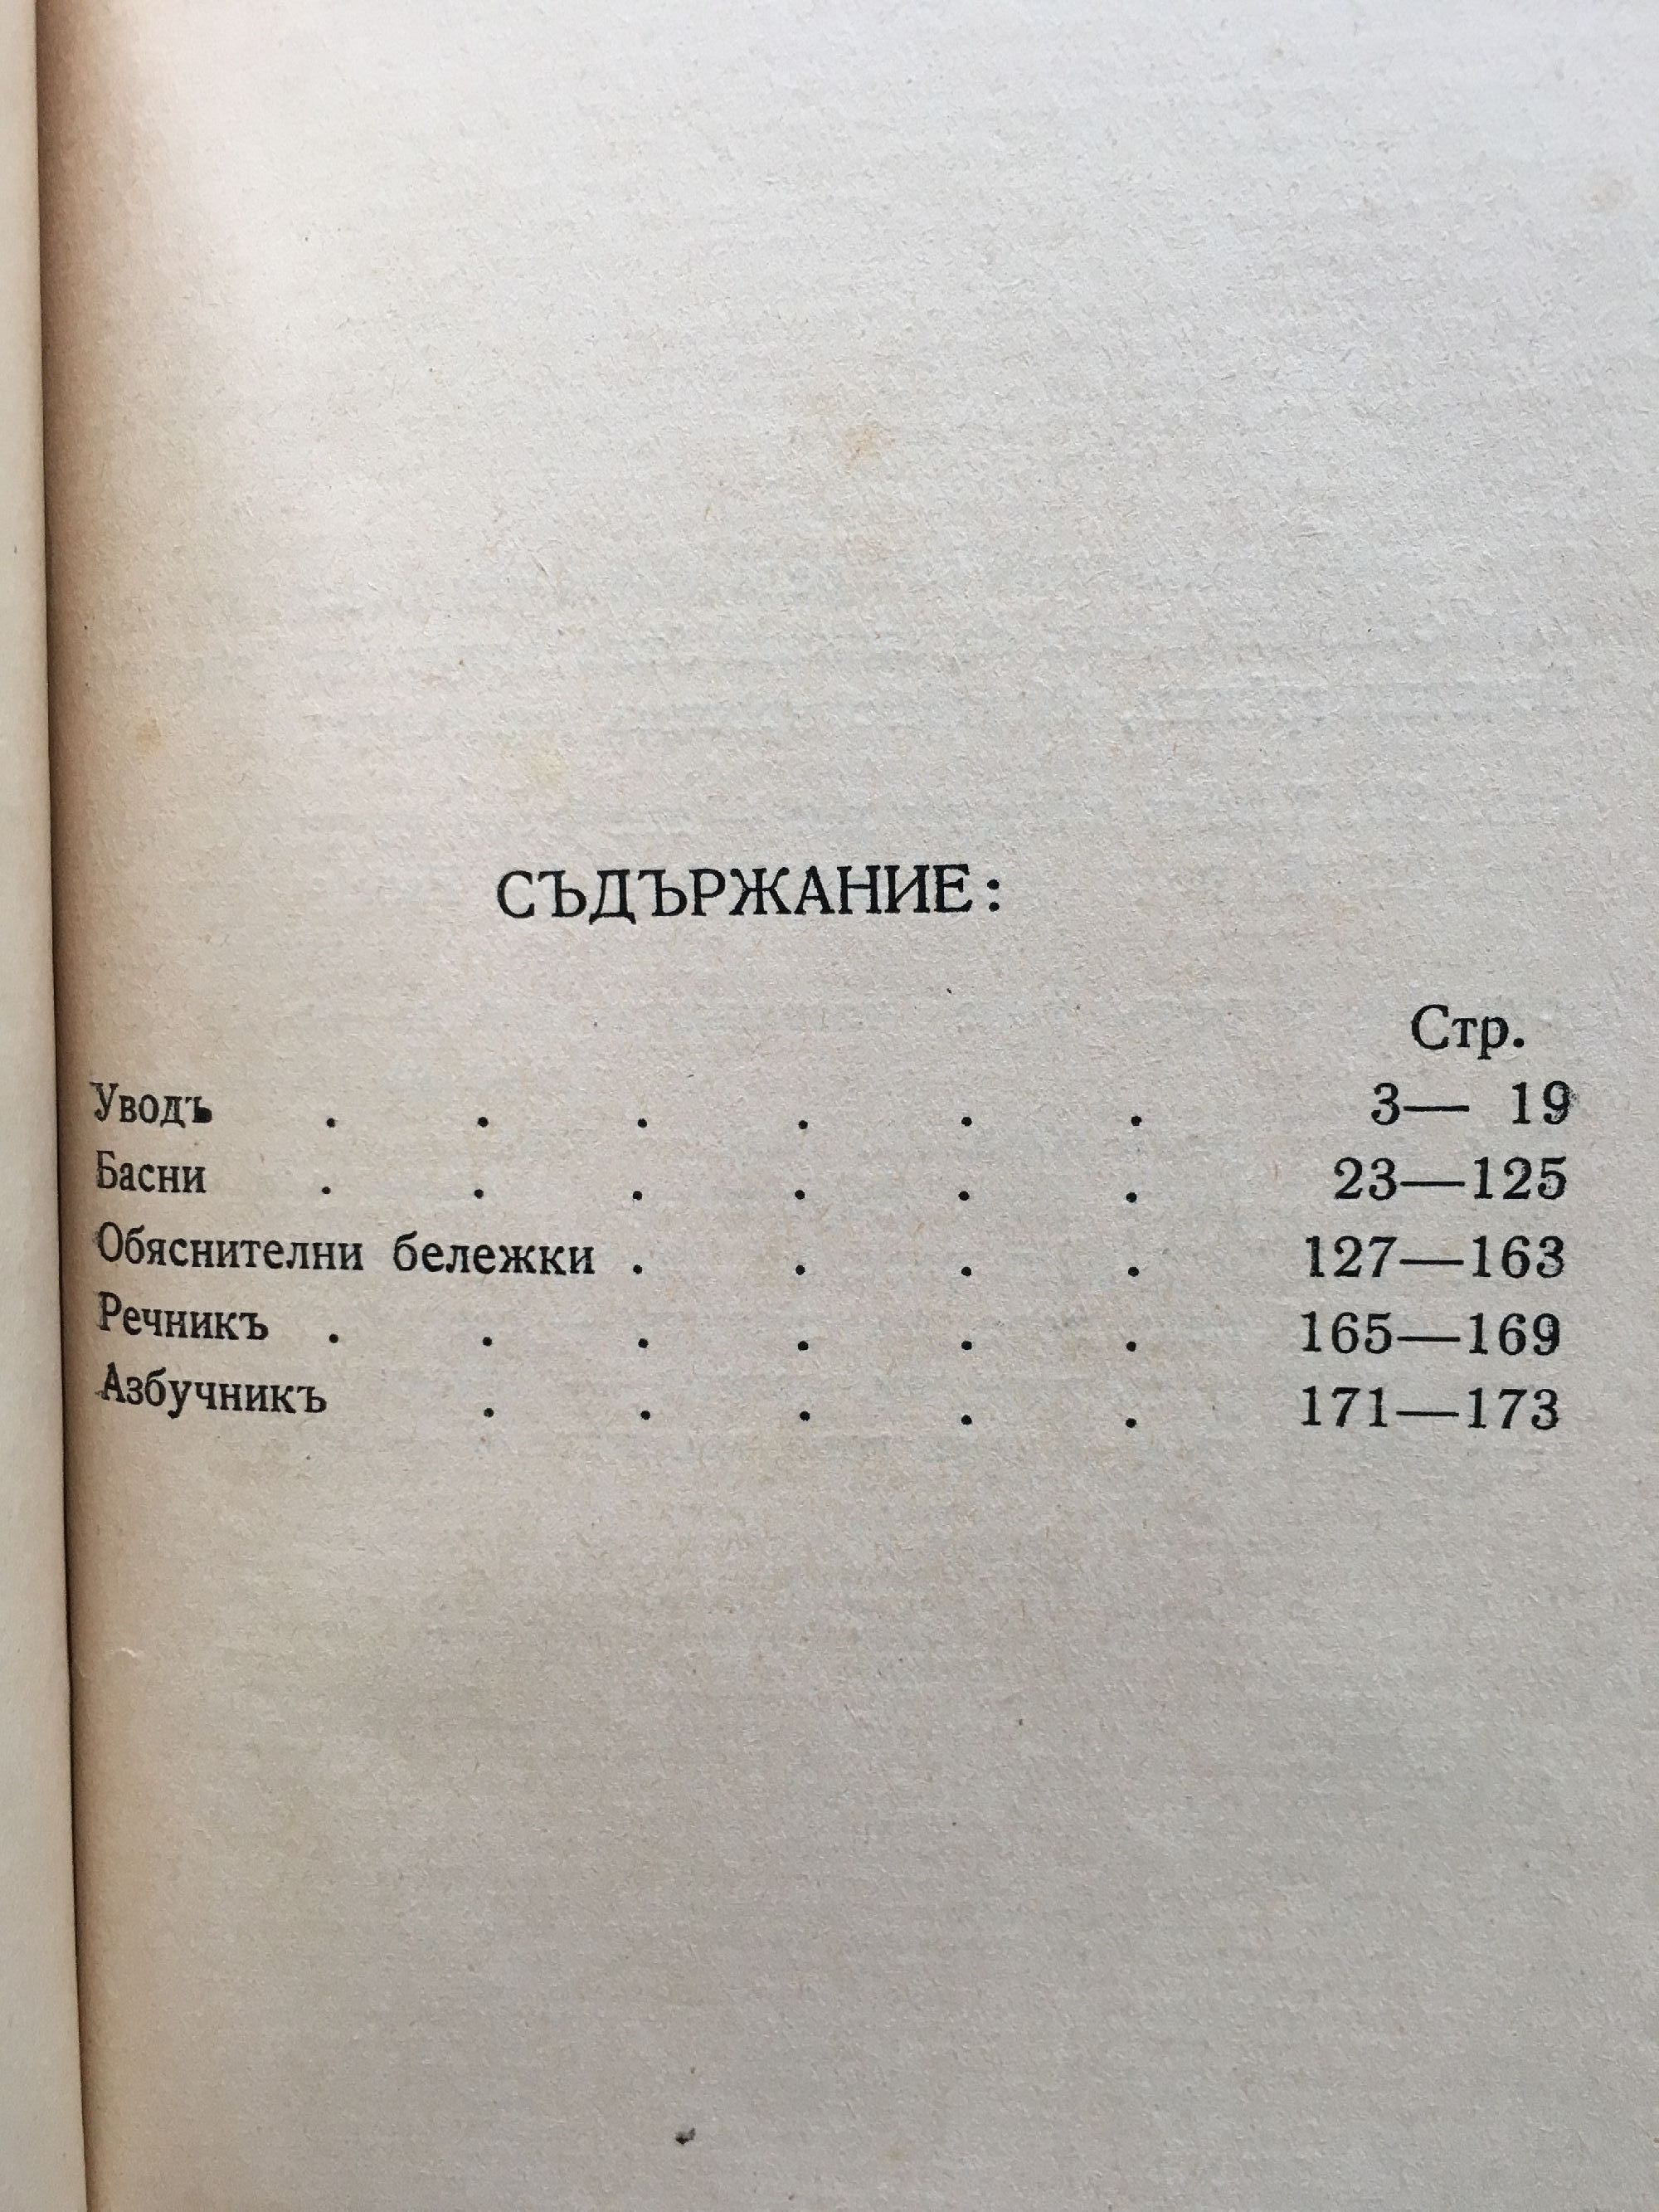 СЪДЪРЖАНИЕ:
Стр.
Уводъ . . . . . . 3— 19
Басни . . . . . . 23—125
Обяснителни бележки . . . . 127—163
Речникъ . . . . . . 165—169
Азбучникъ . . . . . 171—173